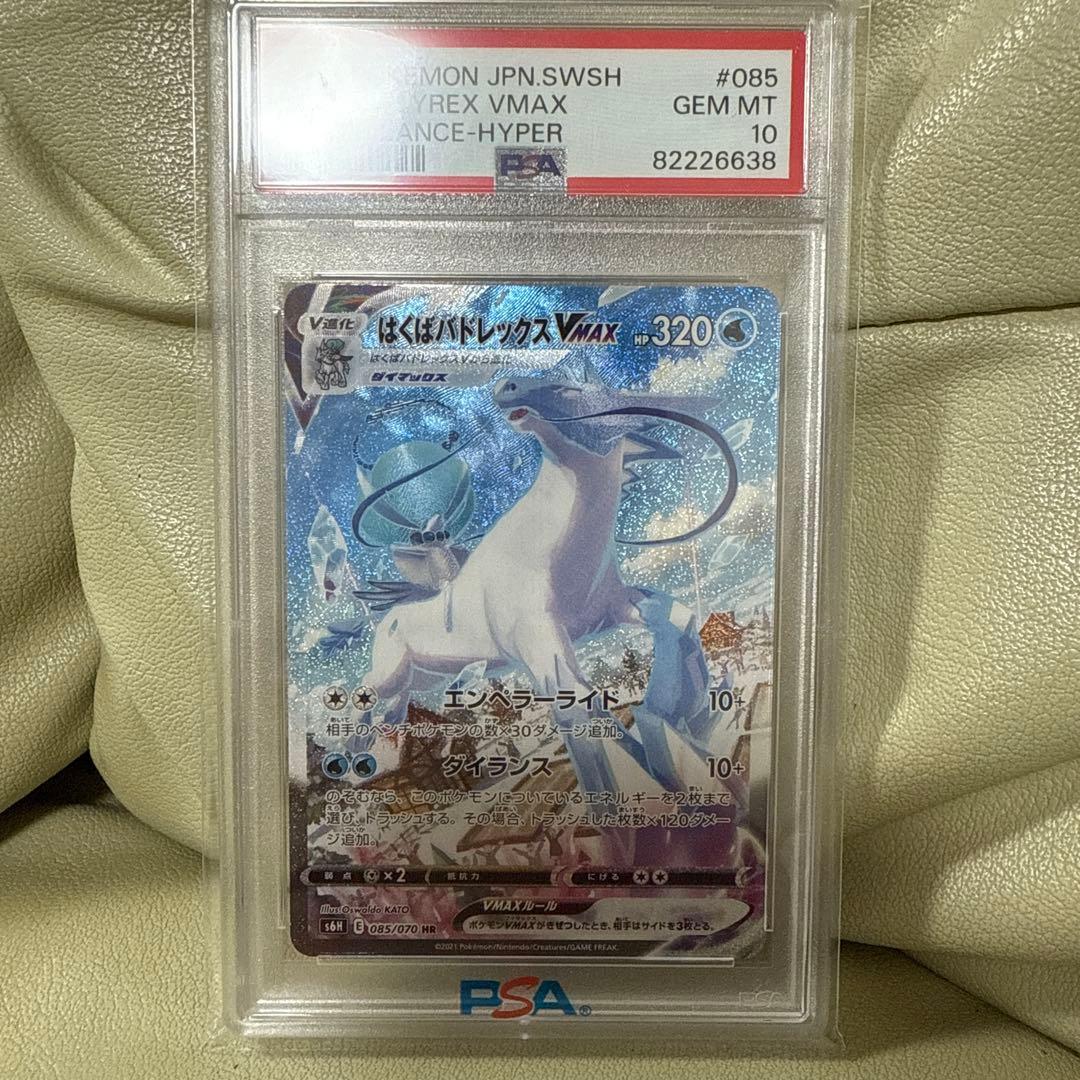 EMON JPN.SWSH #085
YREX VMAX GEM MT
LANCE-HYPER 10
PSA 82226638
V進化
はくばバドレックスVMAX HP 320
はくばバドレックスVから進化
ダイマックス
エンペラーライド 10+
相手のベンチポケモンの数×30ダメージ追加。
ダイランス 10+
のぞむなら、このポケモンについているエネルギーを2枚まで
選び、トラッシュする。その場合、トラッシュした枚数×120ダメー
ジ追加。
弱点 ×2 抵抗力 にげる
Illus. Oswaldo KATO
VMAXルール
s6H E 085/070 HR
ポケモンVMAXがきぜつしたとき、相手はサイドを3枚とる。
©2021 Pokémon/Nintendo/Creatures/GAME FREAK.
PSA®
PSA